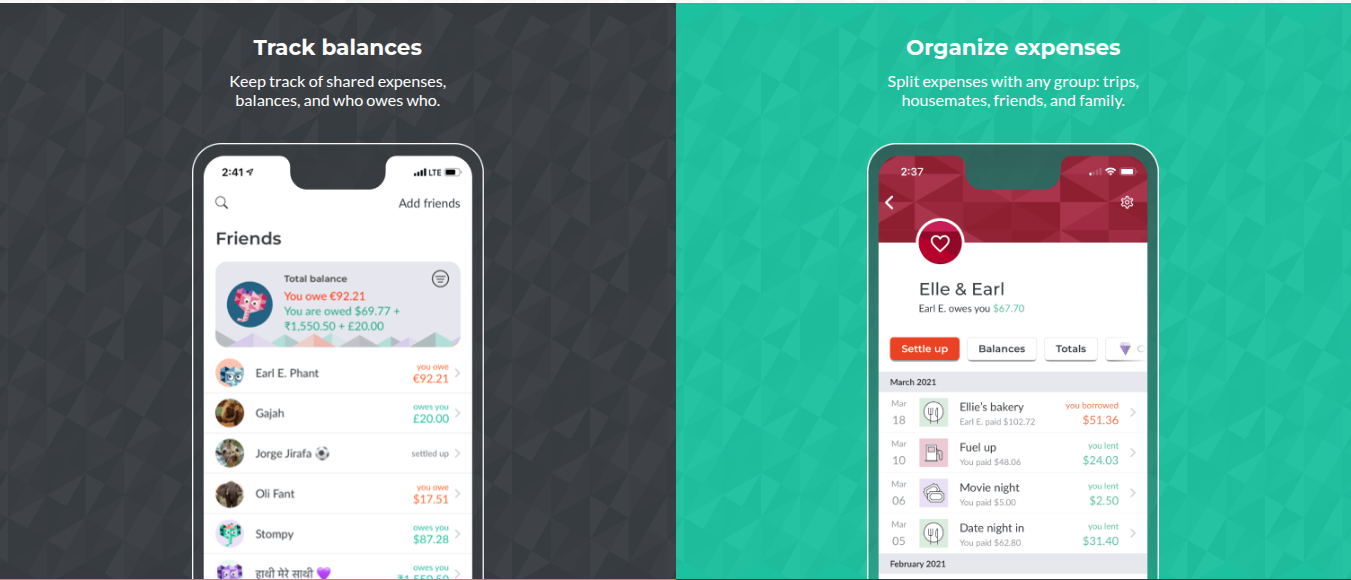 Track balances
Keep track of shared expenses,
balances, and who owes who.
2:41
LTE
Add friends
Friends
Total balance
You owe €92.21
You are owed $69.77 +
₹1,550.50 + £20.00
Earl E. Phant
you owe
€92.21
Gajah
owes you
£20.00
Jorge Jirafa
settled up
Oli Fant
you owe
$17.51
Stompy
owes you
$87.28
हाथी मेरे साथी
owes you
₹1,550.50
Organize expenses
Split expenses with any group: trips,
housemates, friends, and family.
2:37
Elle & Earl
Earl E. owes you $67.70
Settle up
Balances
Totals
C
March 2021
Mar
18
Ellie's bakery
Earl E. paid $102.72
you borrowed
$51.36
Mar
10
Fuel up
You paid $48.06
you lent
$24.03
Mar
06
Movie night
You paid $5.00
you lent
$2.50
Mar
05
Date night in
You paid $62.80
you lent
$31.40
February 2021